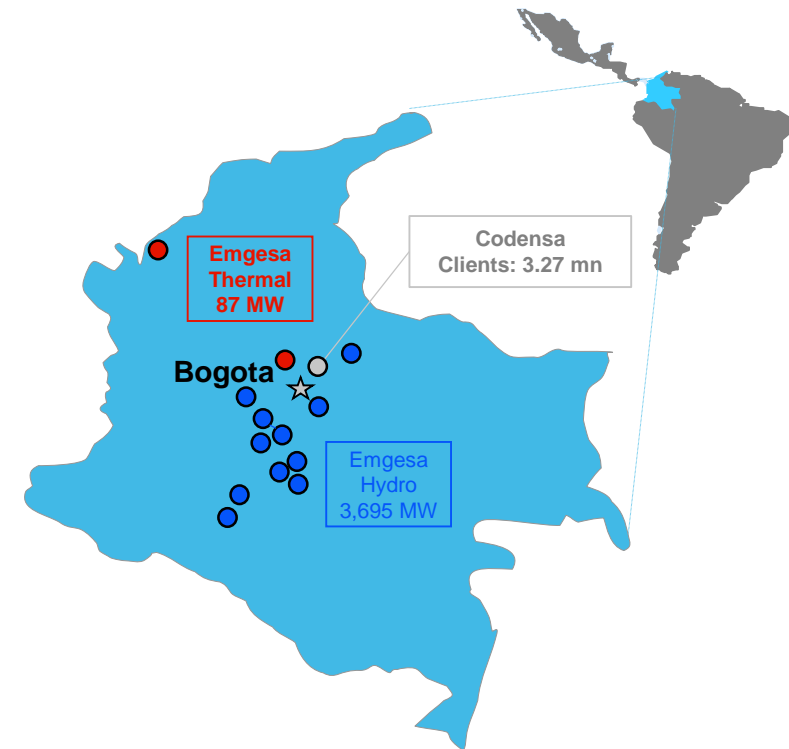 Codensa
Clients: 3.27 mn
Emgesa
Thermal
87 MW
Bogota
Emgesa
Hydro
3,695 MW